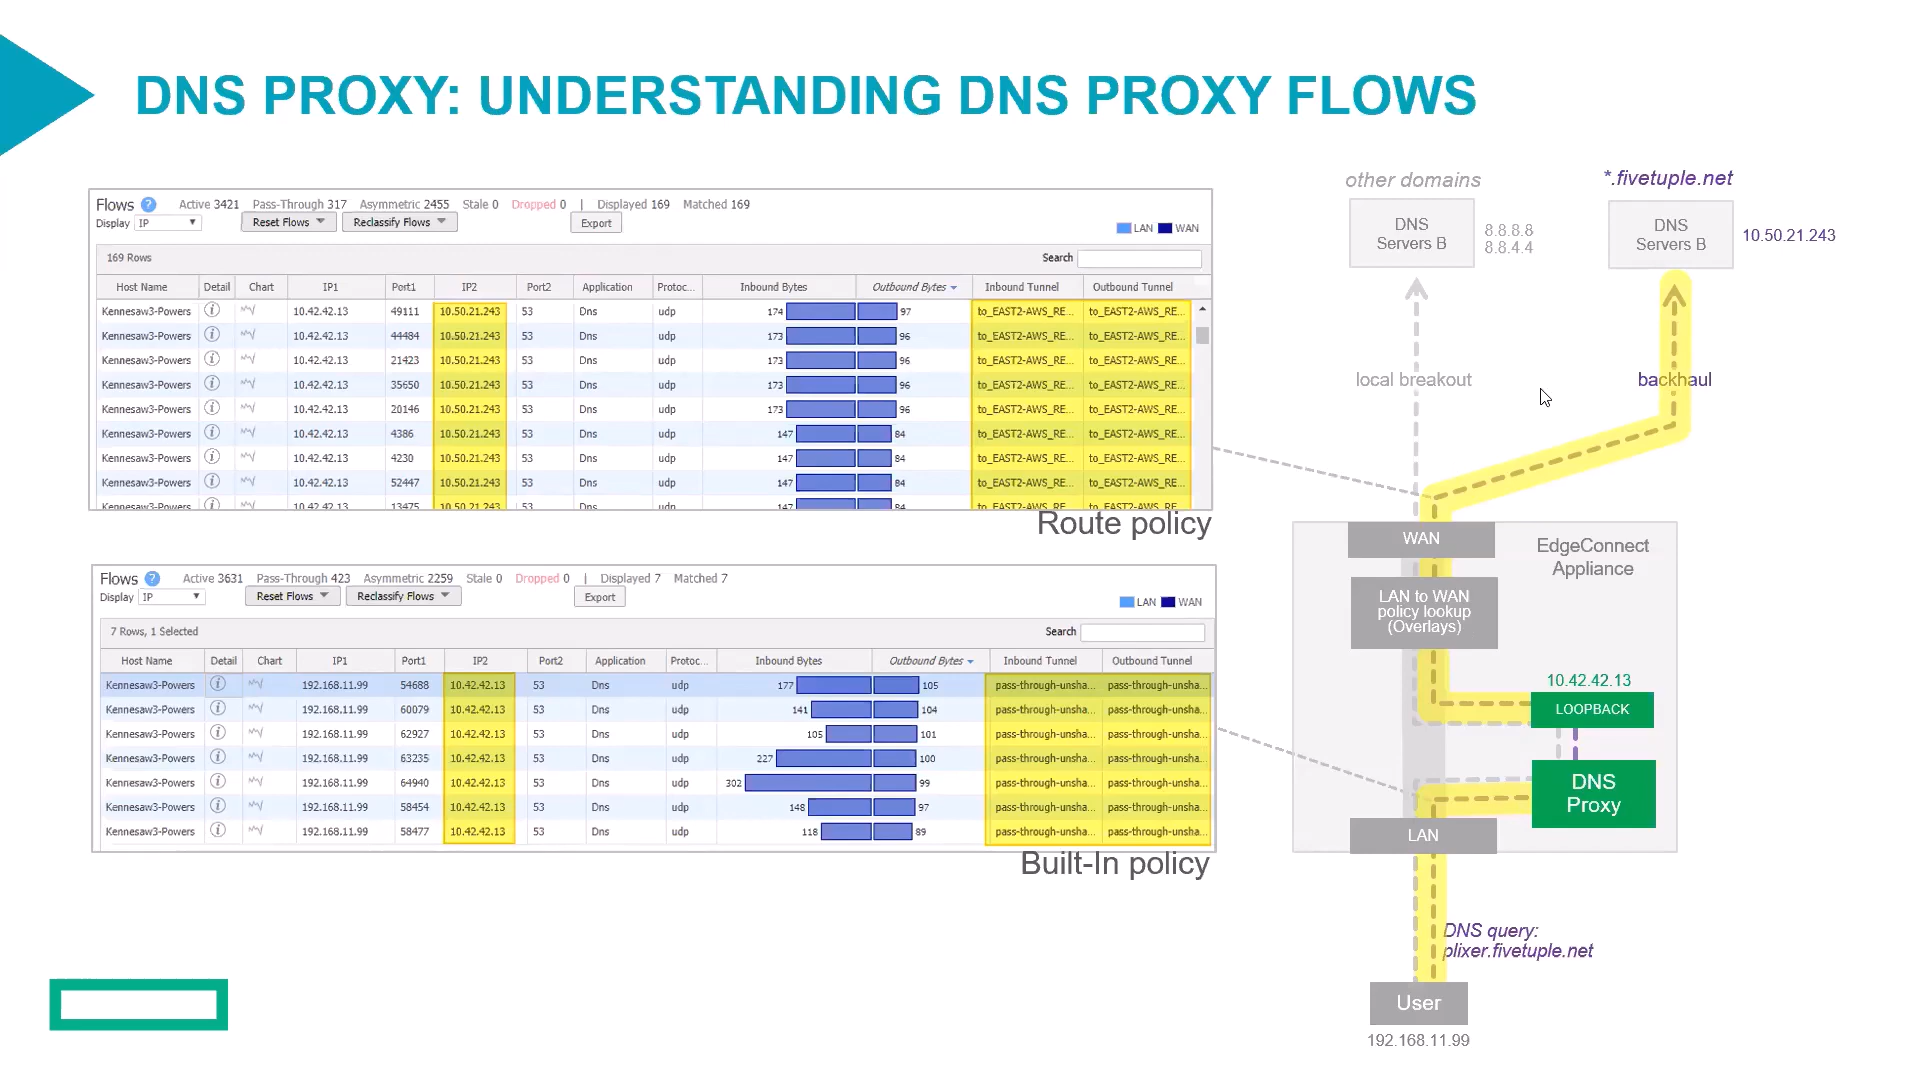 DNS PROXY: UNDERSTANDING DNS PROXY FLOWS
Flows ? Active 3421 Pass-Through 317 Asymmetric 2455 Stale 0 Dropped 0 | Displayed 169 Matched 169
Display IP Reset Flows Reclassify Flows Export
LAN WAN
169 Rows Search
Host Name Detail Chart IP1 Port1 IP2 Port2 Application Protoc... Inbound Bytes Outbound Bytes Inbound Tunnel Outbound Tunnel
Kennesaw3-Powers i 10.42.42.13 49111 10.50.21.243 53 Dns udp 174 97 to_EAST2-AWS_RE... to_EAST2-AWS_RE...
Kennesaw3-Powers i 10.42.42.13 44484 10.50.21.243 53 Dns udp 173 96 to_EAST2-AWS_RE... to_EAST2-AWS_RE...
Kennesaw3-Powers i 10.42.42.13 21423 10.50.21.243 53 Dns udp 173 96 to_EAST2-AWS_RE... to_EAST2-AWS_RE...
Kennesaw3-Powers i 10.42.42.13 35650 10.50.21.243 53 Dns udp 173 96 to_EAST2-AWS_RE... to_EAST2-AWS_RE...
Kennesaw3-Powers i 10.42.42.13 20146 10.50.21.243 53 Dns udp 173 96 to_EAST2-AWS_RE... to_EAST2-AWS_RE...
Kennesaw3-Powers i 10.42.42.13 4386 10.50.21.243 53 Dns udp 147 84 to_EAST2-AWS_RE... to_EAST2-AWS_RE...
Kennesaw3-Powers i 10.42.42.13 4230 10.50.21.243 53 Dns udp 147 84 to_EAST2-AWS_RE... to_EAST2-AWS_RE...
Kennesaw3-Powers i 10.42.42.13 52447 10.50.21.243 53 Dns udp 147 84 to_EAST2-AWS_RE... to_EAST2-AWS_RE...
Kennesaw3-Powers i 10.42.42.13 13475 10.50.21.243 53 Dns udp 147 84 to_EAST2-AWS_RE... to_EAST2-AWS_RE...
Route policy
Flows ? Active 3631 Pass-Through 423 Asymmetric 2259 Stale 0 Dropped 0 | Displayed 7 Matched 7
Display IP Reset Flows Reclassify Flows Export
LAN WAN
7 Rows, 1 Selected Search
Host Name Detail Chart IP1 Port1 IP2 Port2 Application Protoc... Inbound Bytes Outbound Bytes Inbound Tunnel Outbound Tunnel
Kennesaw3-Powers i 192.168.11.99 54688 10.42.42.13 53 Dns udp 177 105 pass-through-unsha... pass-through-unsha...
Kennesaw3-Powers i 192.168.11.99 60079 10.42.42.13 53 Dns udp 141 104 pass-through-unsha... pass-through-unsha...
Kennesaw3-Powers i 192.168.11.99 62927 10.42.42.13 53 Dns udp 105 101 pass-through-unsha... pass-through-unsha...
Kennesaw3-Powers i 192.168.11.99 63235 10.42.42.13 53 Dns udp 227 100 pass-through-unsha... pass-through-unsha...
Kennesaw3-Powers i 192.168.11.99 64940 10.42.42.13 53 Dns udp 302 99 pass-through-unsha... pass-through-unsha...
Kennesaw3-Powers i 192.168.11.99 58454 10.42.42.13 53 Dns udp 148 97 pass-through-unsha... pass-through-unsha...
Kennesaw3-Powers i 192.168.11.99 58477 10.42.42.13 53 Dns udp 118 89 pass-through-unsha... pass-through-unsha...
Built-In policy
other domains
*.fivetuple.net
DNS
Servers B
8.8.8.8
8.8.4.4
DNS
Servers B
10.50.21.243
local breakout
backhaul
WAN
EdgeConnect
Appliance
LAN to WAN
policy lookup
(Overlays)
10.42.42.13
LOOPBACK
DNS
Proxy
LAN
DNS query:
plixer.fivetuple.net
User
192.168.11.99